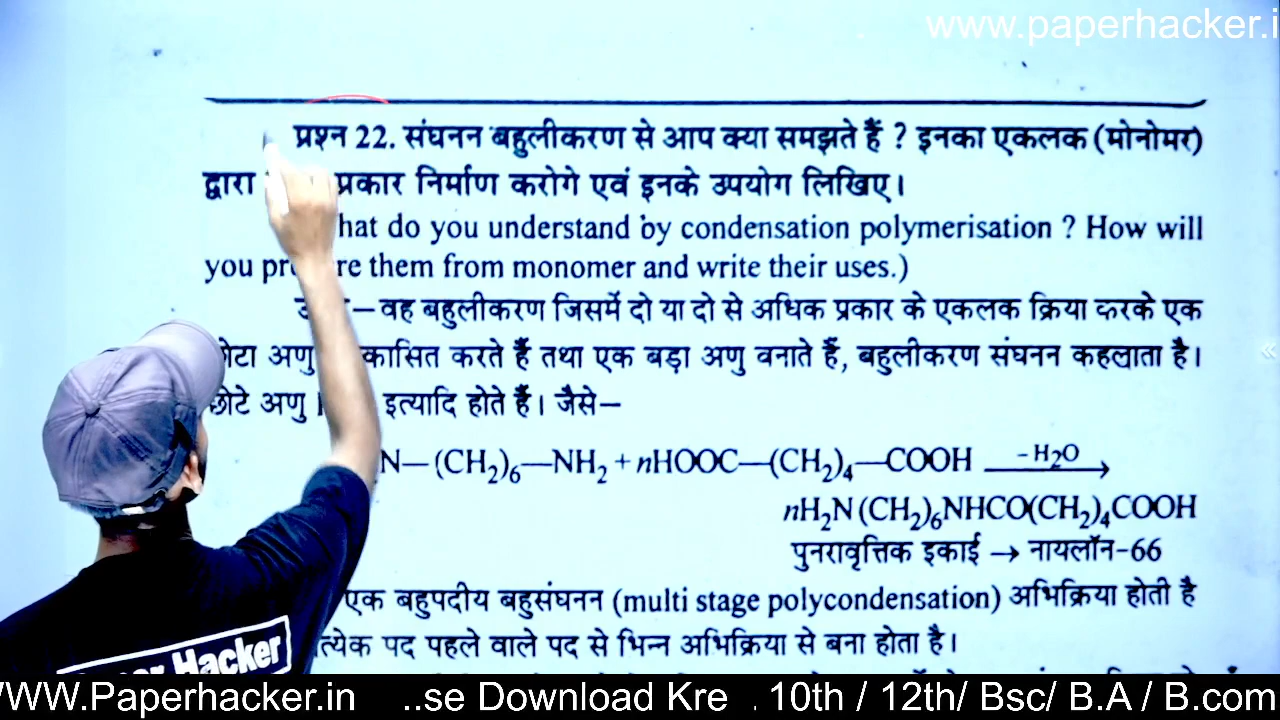 www.paperhacker.i
प्रश्न 22. संघनन बहुलीकरण से आप क्या समझते हैं ? इनका एकलक (मोनोमर)
द्वारा प्रकार निर्माण करोगे एवं इनके उपयोग लिखिए।
hat do you understand by condensation polymerisation ? How will
you pr re them from monomer and write their uses.)
—वह बहुलीकरण जिसमें दो या दो से अधिक प्रकार के एकलक क्रिया करके एक
छोटा अणु कासित करते हैं तथा एक बड़ा अणु बनाते हैं, बहुलीकरण संघनन कहलाता है।
छोटे अणु इत्यादि होते हैं। जैसे—
N—(CH₂)₆—NH₂ + nHOOC—(CH₂)₄—COOH –H₂O ⟶
nH₂N(CH₂)₆NHCO(CH₂)₄COOH
पुनरावृत्तिक इकाई → नायलॉन-66
एक बहुपदीय बहुसंघनन (multi stage polycondensation) अभिक्रिया होती है
त्येक पद पहले वाले पद से भिन्न अभिक्रिया से बना होता है।
Hacker
WWW.Paperhacker.in ..se Download Kre . 10th / 12th/ Bsc/ B.A / B.com